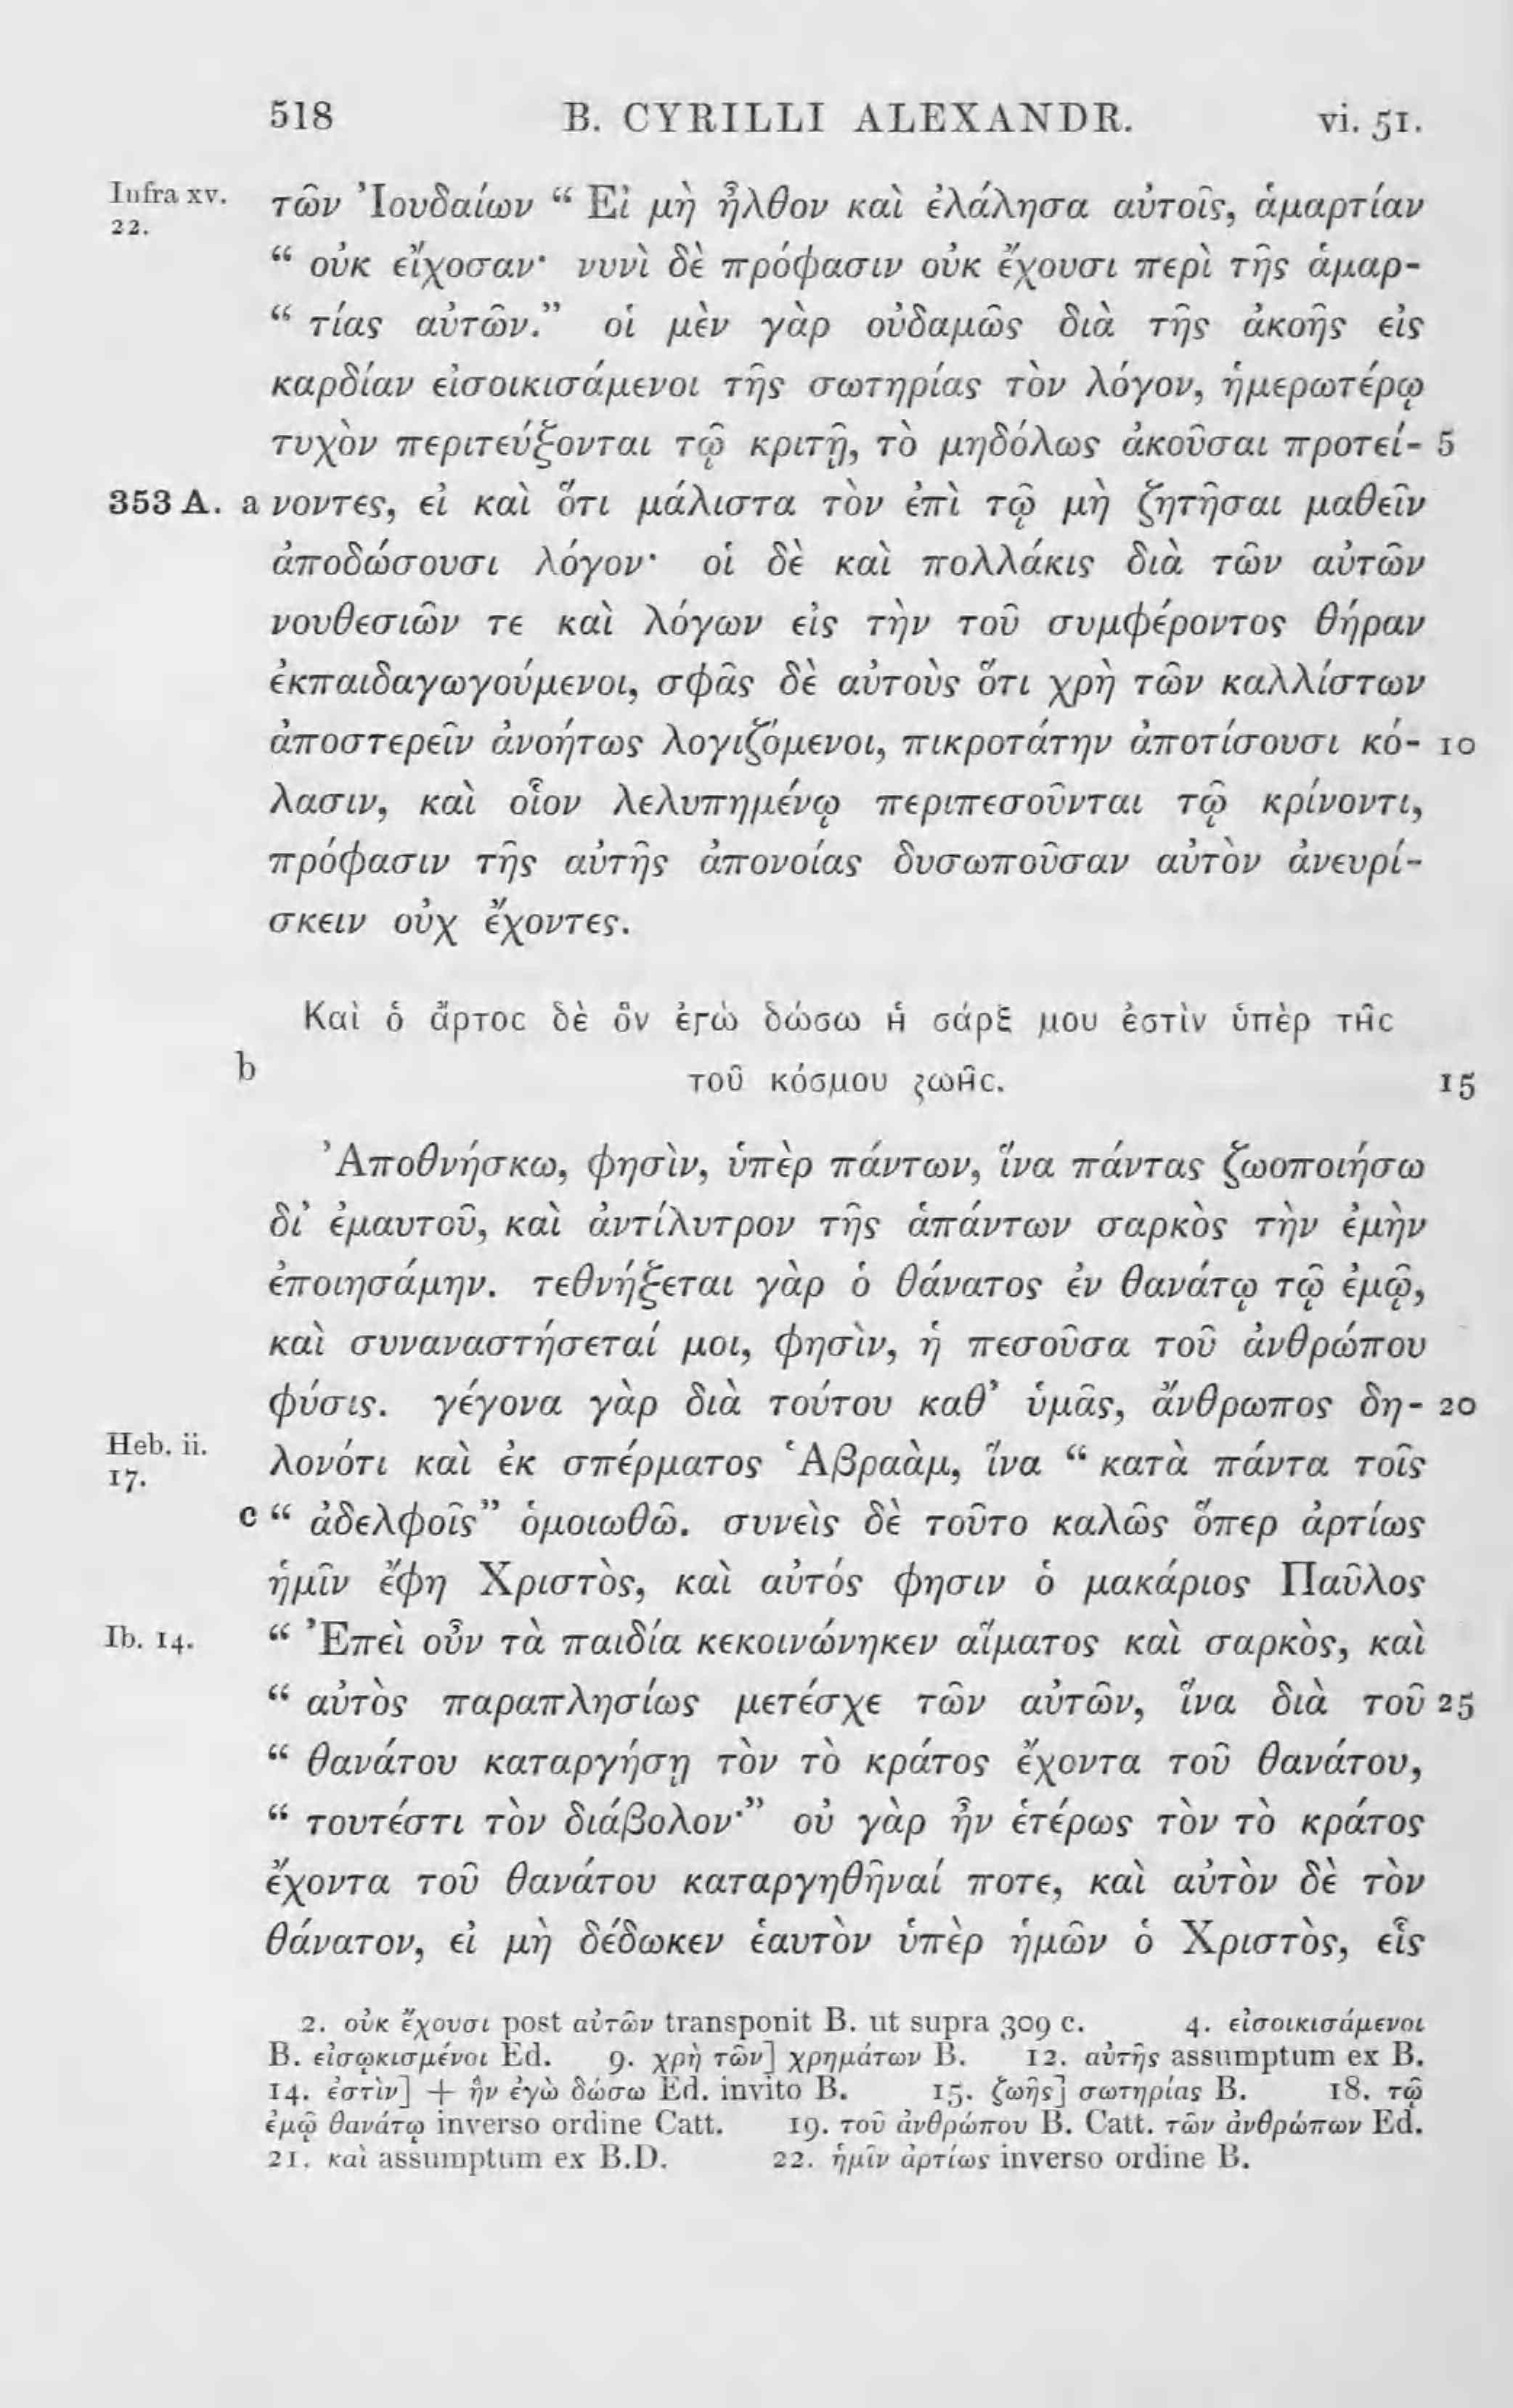 518 B. CYRILLI ALEXANDR. vi. 51.
Infra xv. τῶν Ἰουδαίων “ Εἰ μὴ ἦλθον καὶ ἐλάλησα αὐτοῖς, ἁμαρτίαν
22.
“ οὐκ εἴχοσαν· νυνὶ δὲ πρόφασιν οὐκ ἔχουσι περὶ τῆς ἁμαρ-
“ τίας αὐτῶν.” οἱ μὲν γὰρ οὐδαμῶς διὰ τῆς ἀκοῆς εἰς
καρδίαν εἰσοικισάμενοι τῆς σωτηρίας τὸν λόγον, ἡμερωτέρῳ
τυχὸν περιτεύξονται τῷ κριτῇ, τὸ μηδόλως ἀκοῦσαι προτεί- 5
353 A. a νοντες, εἰ καὶ ὅτι μάλιστα τὸν ἐπὶ τῷ μὴ ζητῆσαι μαθεῖν
ἀποδώσουσι λόγον· οἱ δὲ καὶ πολλάκις διὰ τῶν αὐτῶν
νουθεσιῶν τε καὶ λόγων εἰς τὴν τοῦ συμφέροντος θήραν
ἐκπαιδαγωγούμενοι, σφᾶς δὲ αὐτοὺς ὅτι χρὴ τῶν καλλίστων
ἀποστερεῖν ἀνοήτως λογιζόμενοι, πικροτάτην ἀποτίσουσι κό- 10
λασιν, καὶ οἷον λελυπημένῳ περιπεσοῦνται τῷ κρίνοντι,
πρόφασιν τῆς αὐτῆς ἀπονοίας δυσωποῦσαν αὐτὸν ἀνευρί-
σκειν οὐχ ἔχοντες.
Καὶ ὁ ἄρτος δὲ ὃν ἐγὼ δώσω ἡ σάρξ μου ἐστὶν ὑπὲρ τῆς
b τοῦ κόσμου ζωῆς. 15
Ἀποθνήσκω, φησὶν, ὑπὲρ πάντων, ἵνα πάντας ζωοποιήσω
δι’ ἐμαυτοῦ, καὶ ἀντίλυτρον τῆς ἁπάντων σαρκὸς τὴν ἐμὴν
ἐποιησάμην. τεθνήξεται γὰρ ὁ θάνατος ἐν θανάτῳ τῷ ἐμῷ,
καὶ συναναστήσεταί μοι, φησὶν, ἡ πεσοῦσα τοῦ ἀνθρώπου
φύσις. γέγονα γὰρ διὰ τούτου καθ’ ὑμᾶς, ἄνθρωπος δη- 20
Heb. ii. λονότι καὶ ἐκ σπέρματος Ἁβραὰμ, ἵνα “ κατὰ πάντα τοῖς
17.
c “ ἀδελφοῖς” ὁμοιωθῶ. συνεὶς δὲ τοῦτο καλῶς ὅπερ ἀρτίως
ἡμῖν ἔφη Χριστὸς, καὶ αὐτός φησιν ὁ μακάριος Παῦλος
Ib. 14. “ Ἐπεὶ οὖν τὰ παιδία κεκοινώνηκεν αἵματος καὶ σαρκὸς, καὶ
“ αὐτὸς παραπλησίως μετέσχε τῶν αὐτῶν, ἵνα διὰ τοῦ 25
“ θανάτου καταργήσῃ τὸν τὸ κράτος ἔχοντα τοῦ θανάτου,
“ τουτέστι τὸν διάβολον·” οὐ γὰρ ἦν ἑτέρως τὸν τὸ κράτος
ἔχοντα τοῦ θανάτου καταργηθῆναί ποτε, καὶ αὐτὸν δὲ τὸν
θάνατον, εἰ μὴ δέδωκεν ἑαυτὸν ὑπὲρ ἡμῶν ὁ Χριστὸς, εἷς
2. οὐκ ἔχουσι post αὐτῶν transponit B. ut supra 309 c. 4. εἰσοικισάμενοι
B. εἰσῳκισμένοι Ed. 9. χρὴ τῶν] χρημάτων B. 12. αὐτῆς assumptum ex B.
14. ἐστὶν] + ἣν ἐγὼ δώσω Ed. invito B. 15. ζωῆς] σωτηρίας B. 18. τῷ
ἐμῷ θανάτῳ inverso ordine Catt. 19. τοῦ ἀνθρώπου B. Catt. τῶν ἀνθρώπων Ed.
21. καὶ assumptum ex B.D. 22. ἡμῖν ἀρτίως inverso ordine B.